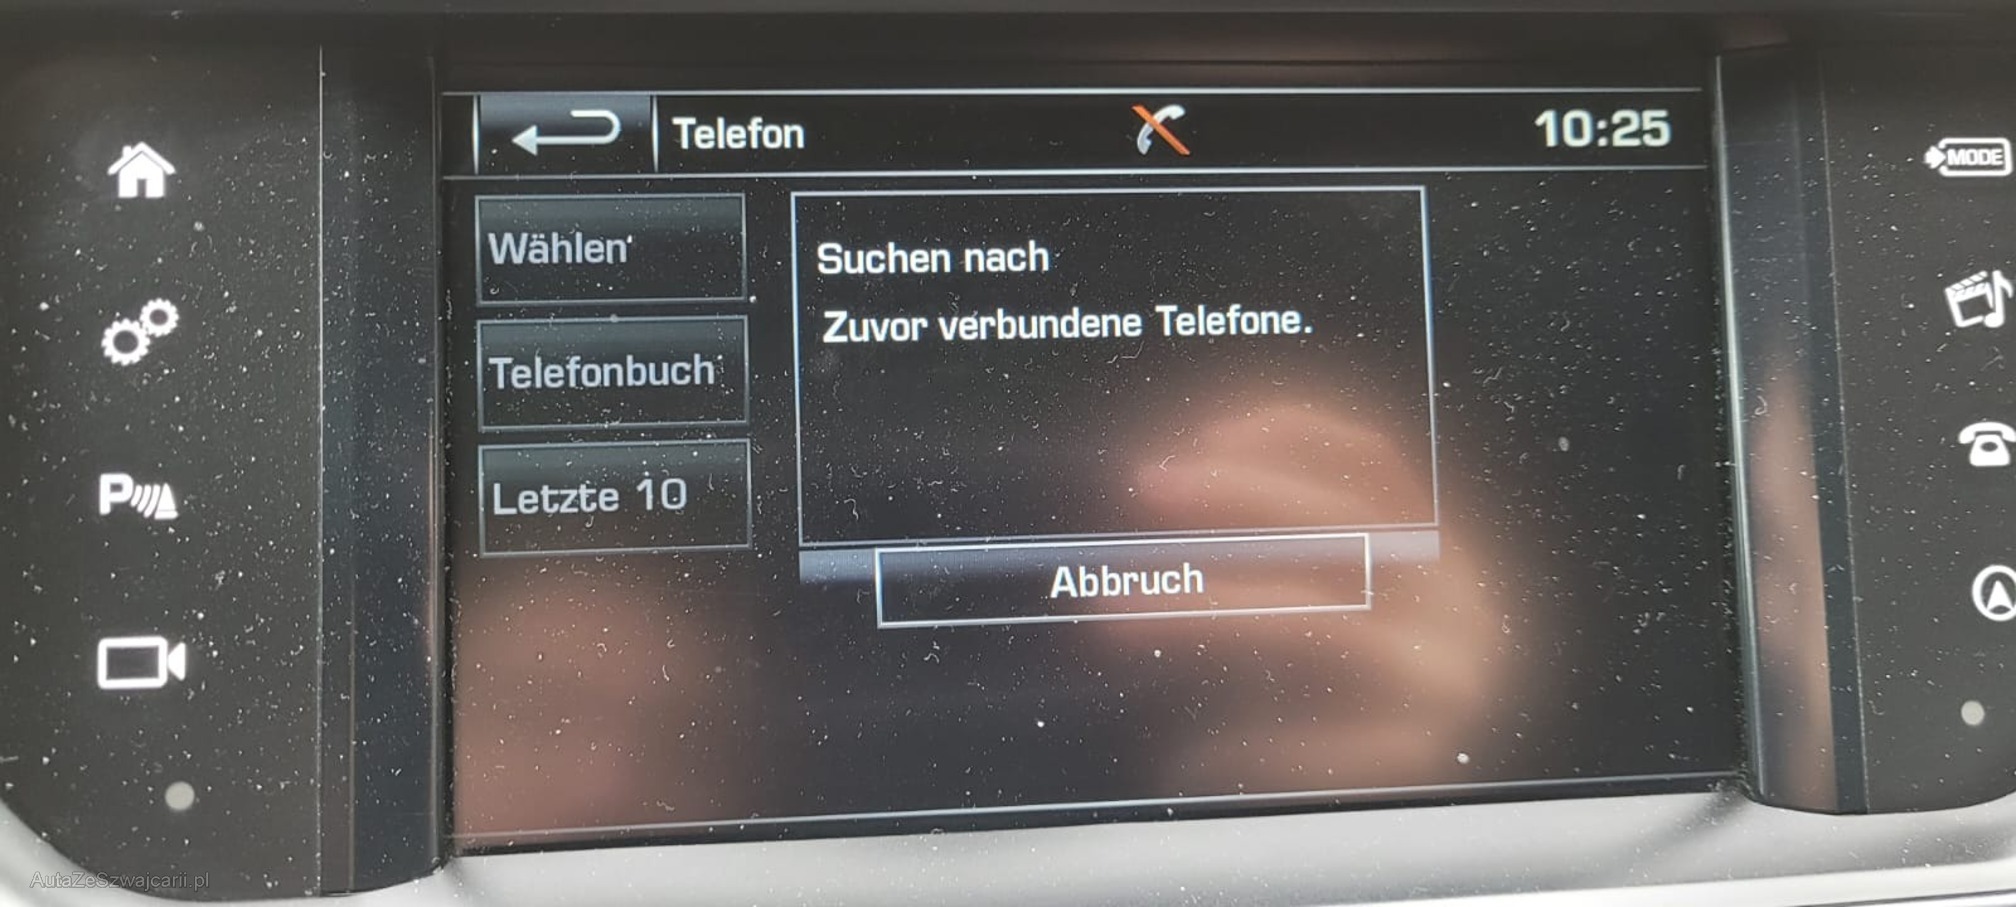 Telefon
10:25
MODE
Wählen
Suchen nach
Zuvor verbundene Telefone.
Telefonbuch
Letzte 10
P
Abbruch
AutaZeSzwajcarii.pl